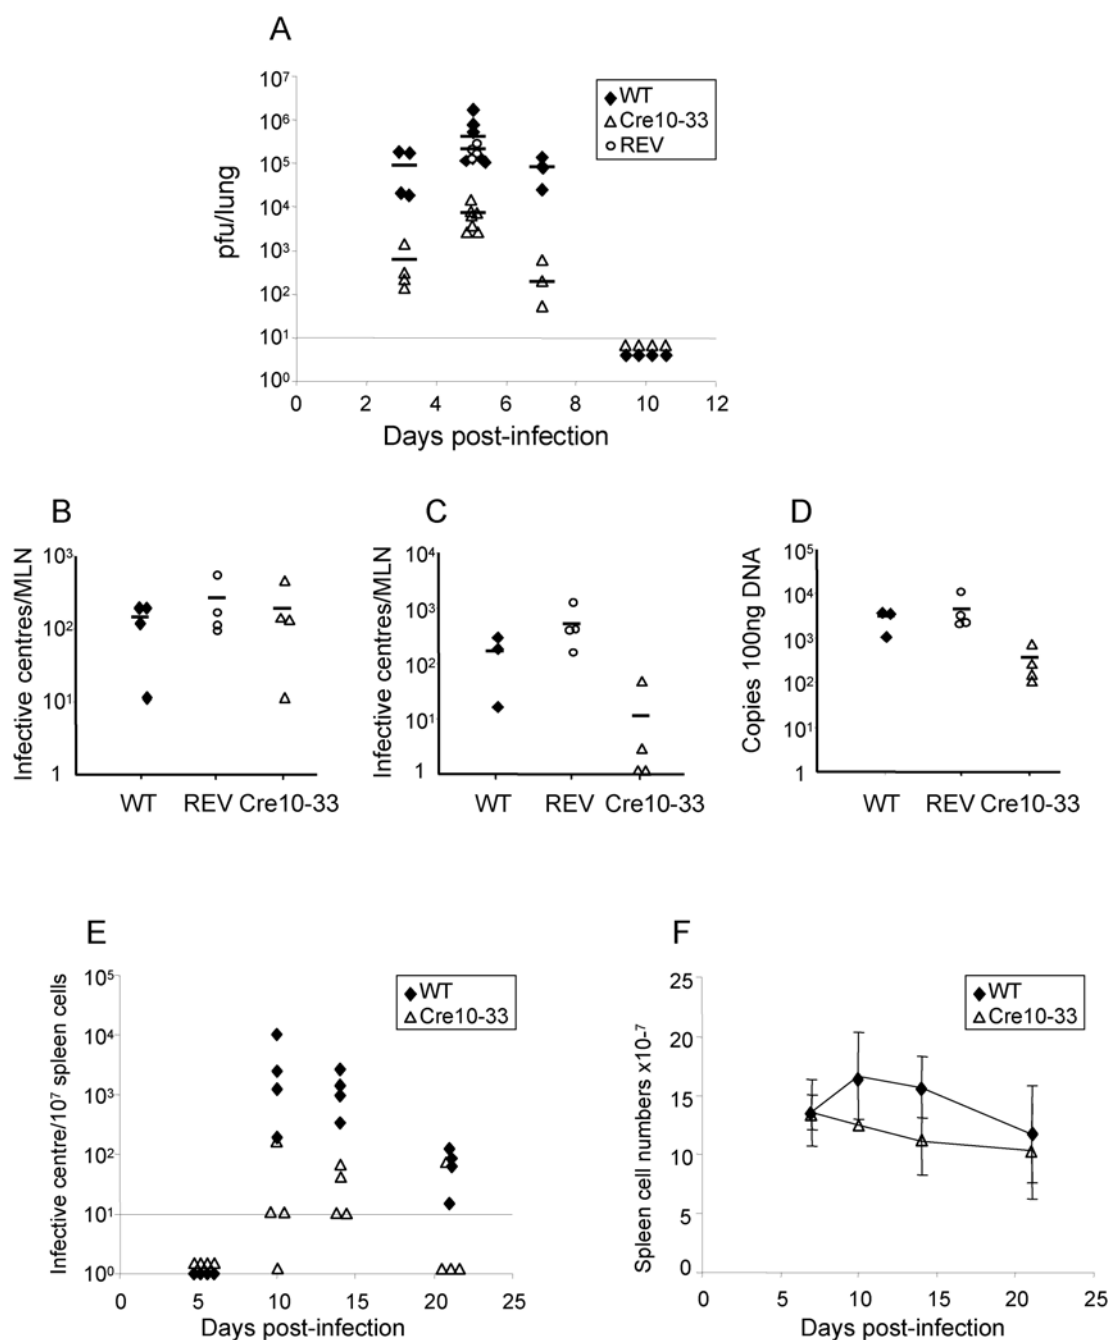 A
pfu/lung
10⁷
10⁶
10⁵
10⁴
10³
10²
10¹
10⁰
0 2 4 6 8 10 12
Days post-infection
WT
Cre10-33
REV
B
Infective centres/MLN
10³
10²
10¹
1
WT REV Cre10-33
C
Infective centres/MLN
10⁴
10³
10²
10¹
1
WT REV Cre10-33
D
Copies 100ng DNA
10⁵
10⁴
10³
10²
10¹
1
WT REV Cre10-33
E
Infective centre/10⁷ spleen cells
10⁵
10⁴
10³
10²
10¹
10⁰
0 5 10 15 20 25
Days post-infection
WT
Cre10-33
F
Spleen cell numbers x10-⁷
25
20
15
10
5
0
0 5 10 15 20 25
Days post-infection
WT
Cre10-33